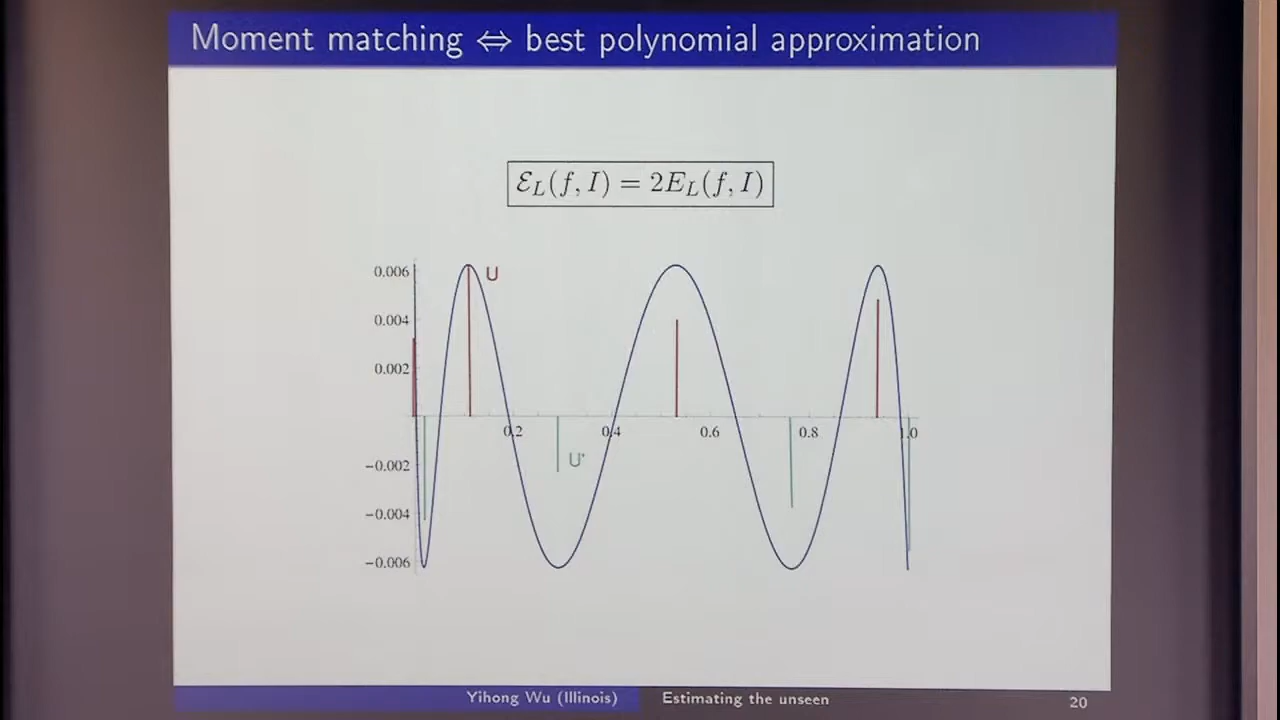 Moment matching ⇔ best polynomial approximation
ℰ_L(f, I) = 2E_L(f, I)
0.006
U
0.004
0.002
0.2 0.4 0.6 0.8 1.0
−0.002
U'
−0.004
−0.006
Yihong Wu (Illinois) Estimating the unseen 20